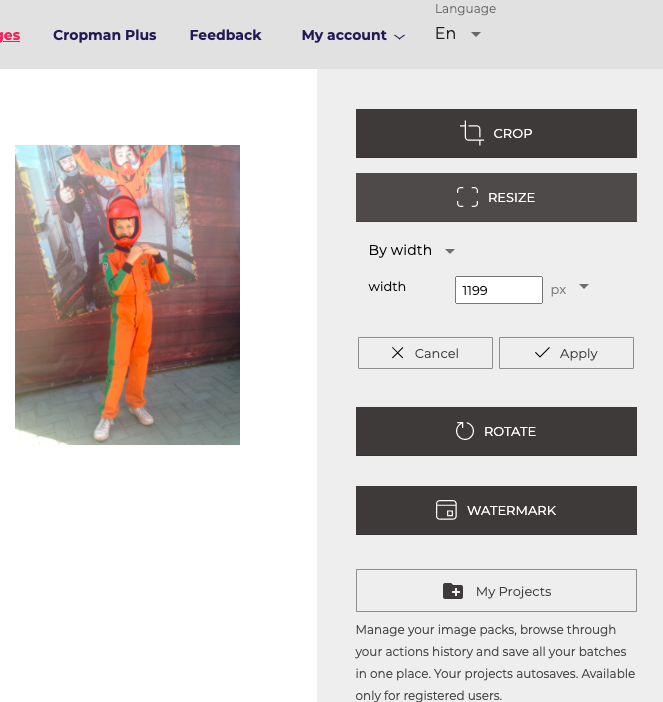 ges Cropman Plus Feedback My account
Language
En
CROP
RESIZE
By width
width 1199 px
Cancel Apply
ROTATE
WATERMARK
My Projects
Manage your image packs, browse through
your actions history and save all your batches
in one place. Your projects autosaves. Available
only for registered users.